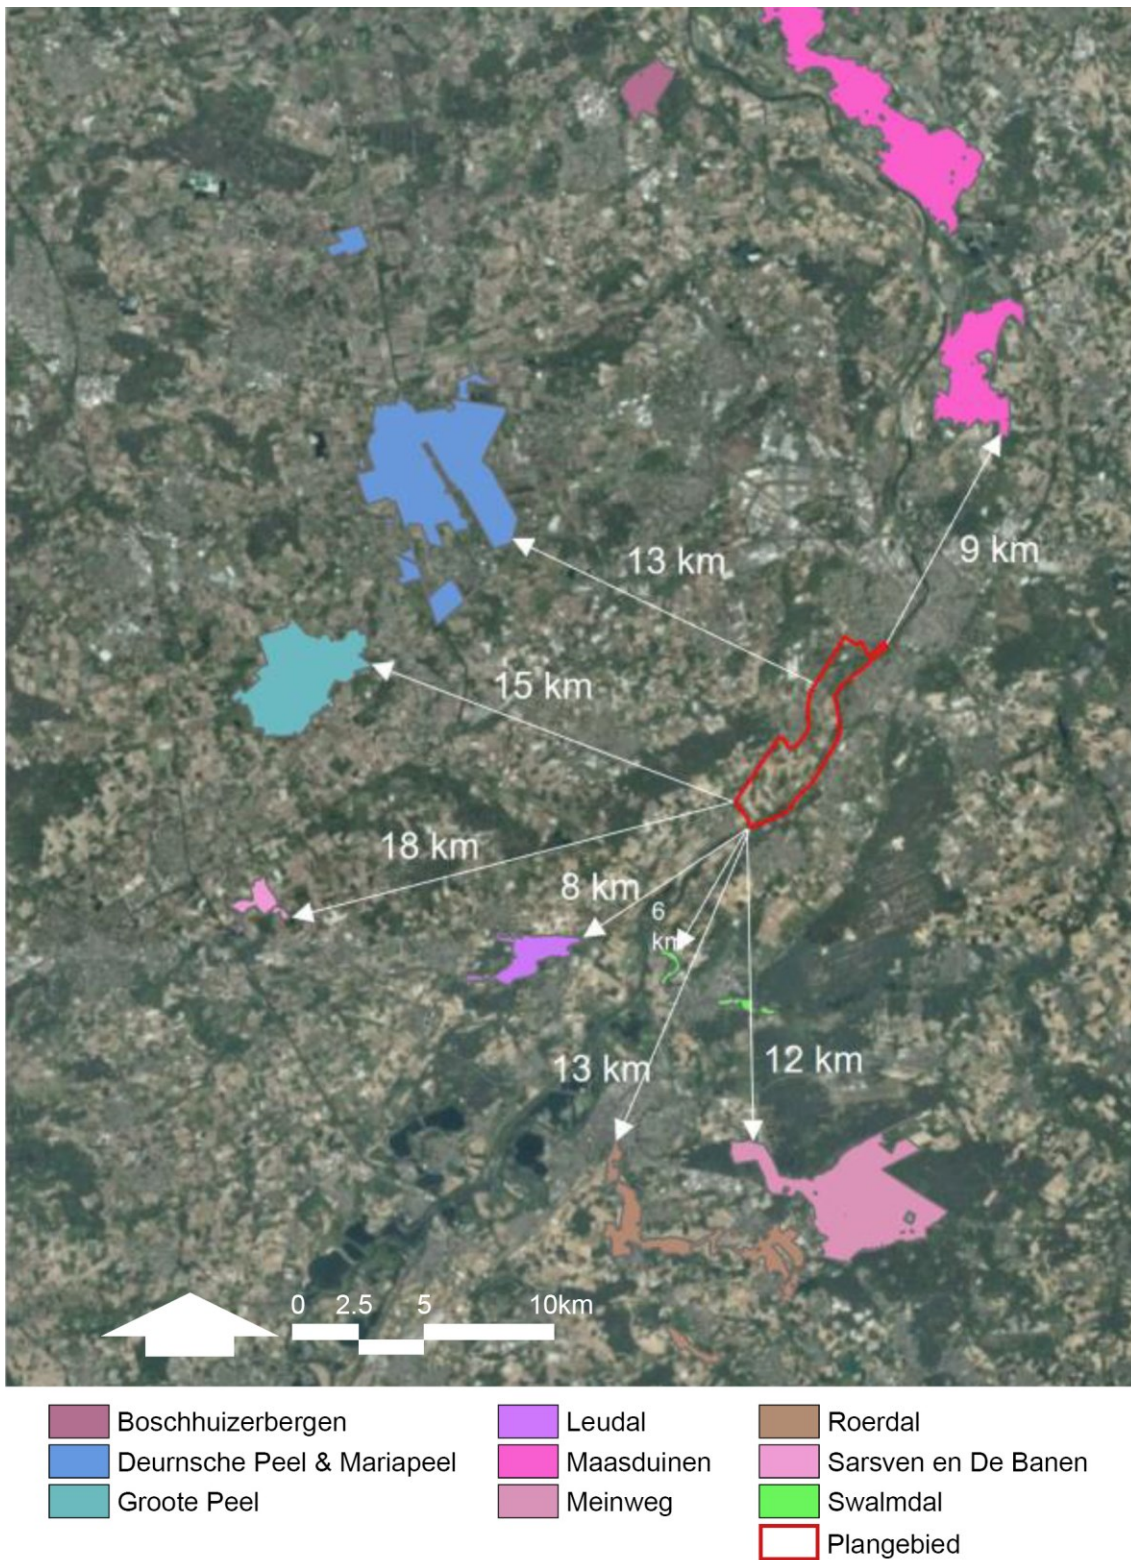 9 km
13 km
15 km
18 km
8 km
6
km
13 km
12 km
0 2.5 5 10km
Boschhuizerbergen
Deurnsche Peel & Mariapeel
Groote Peel
Leudal
Maasduinen
Meinweg
Roerdal
Sarsven en De Banen
Swalmdal
Plangebied